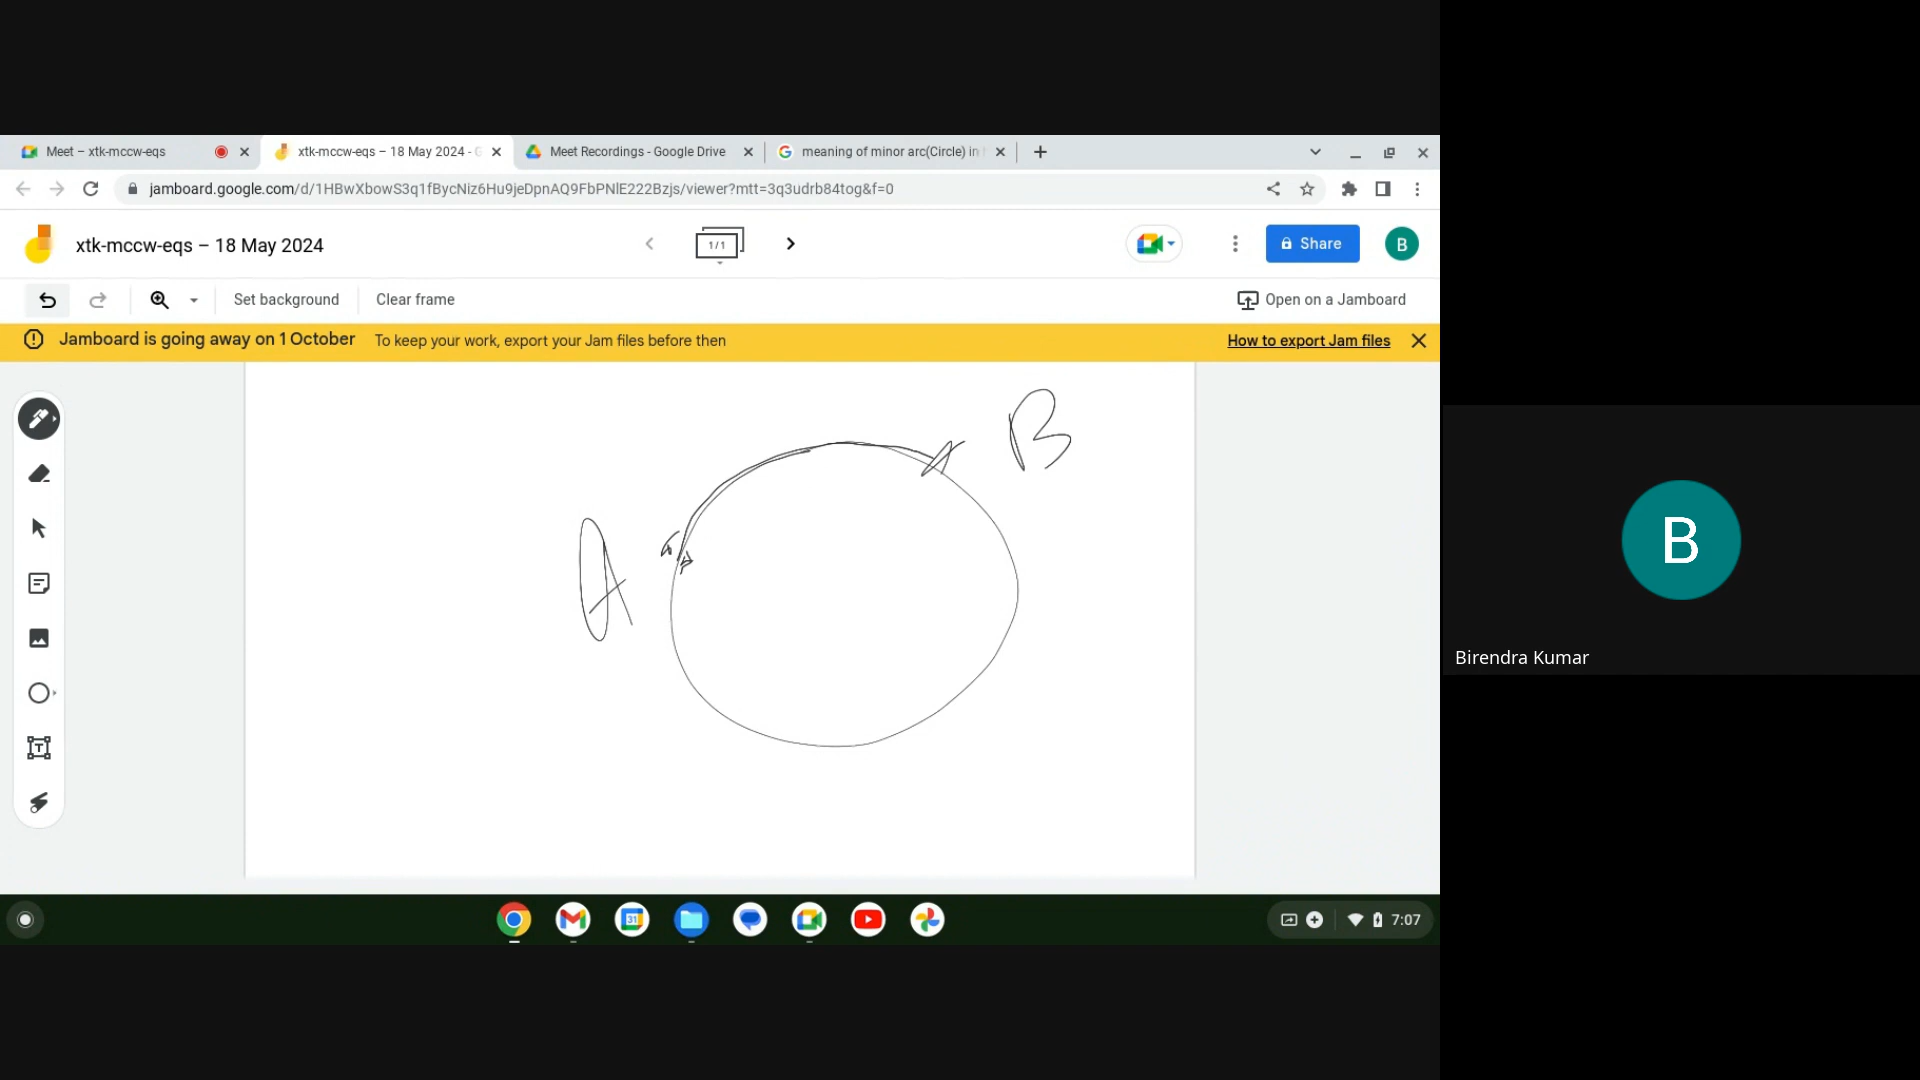 Meet – xtk-mccw-eqs
xtk-mccw-eqs – 18 May 2024 - G
Meet Recordings - Google Drive
meaning of minor arc(Circle) in
jamboard.google.com/d/1HBwXbowS3q1fBycNiz6Hu9jeDpnAQ9FbPNlE222Bzjs/viewer?mtt=3q3udrb84tog&f=0
xtk-mccw-eqs – 18 May 2024
1/1
Share
B
Set background
Clear frame
Open on a Jamboard
Jamboard is going away on 1 October
To keep your work, export your Jam files before then
How to export Jam files
B
A
B
Birendra Kumar
31
7:07